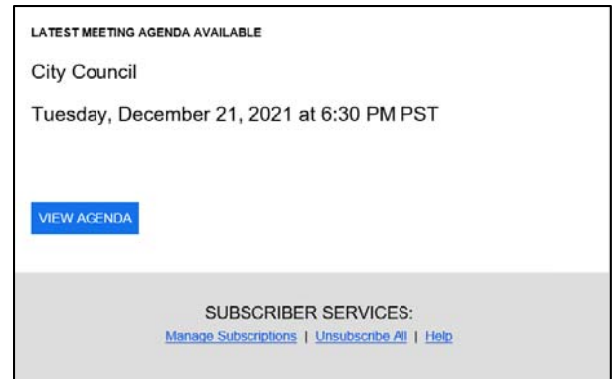 LATEST MEETING AGENDA AVAILABLE
City Council
Tuesday, December 21, 2021 at 6:30 PM PST
VIEW AGENDA
SUBSCRIBER SERVICES:
Manage Subscriptions | Unsubscribe All | Help